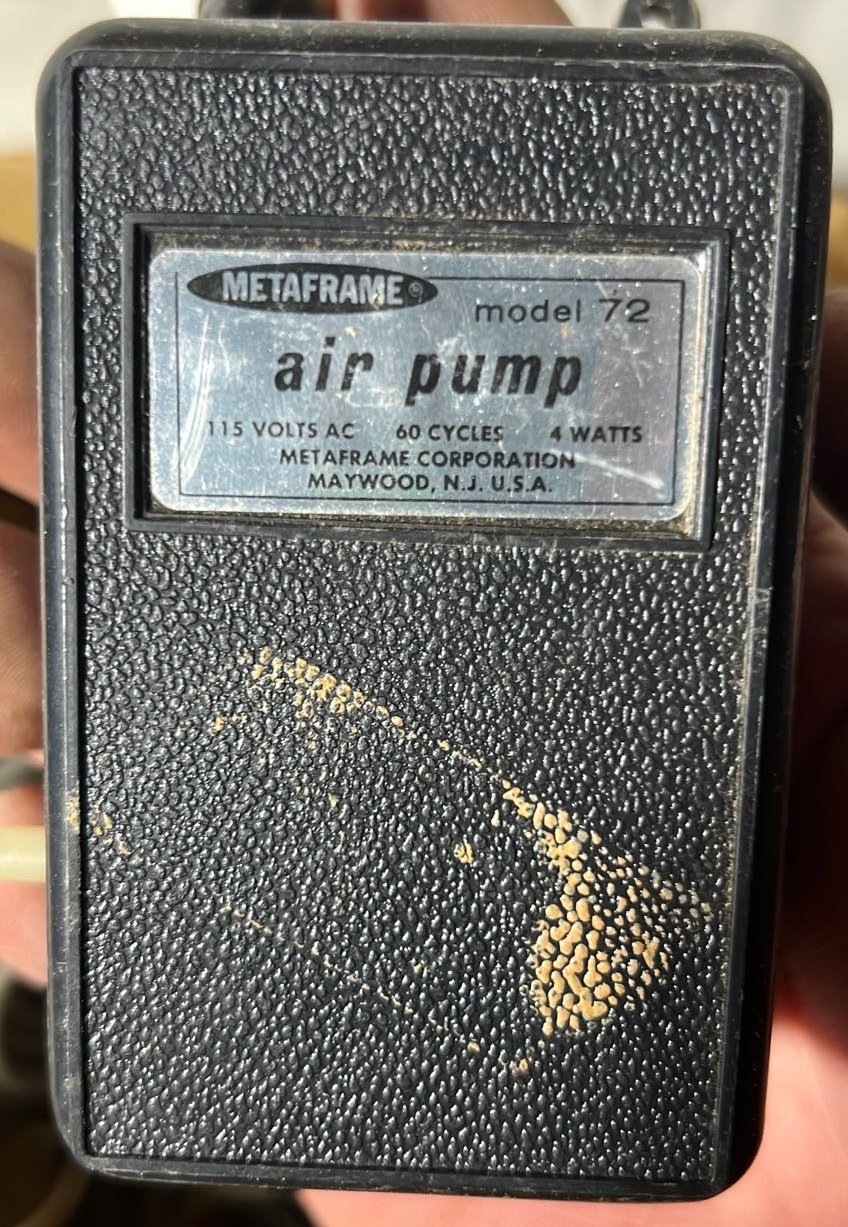 METAFRAME®
model 72
air pump
115 VOLTS AC 60 CYCLES 4 WATTS
METAFRAME CORPORATION
MAYWOOD, N.J. U.S.A.